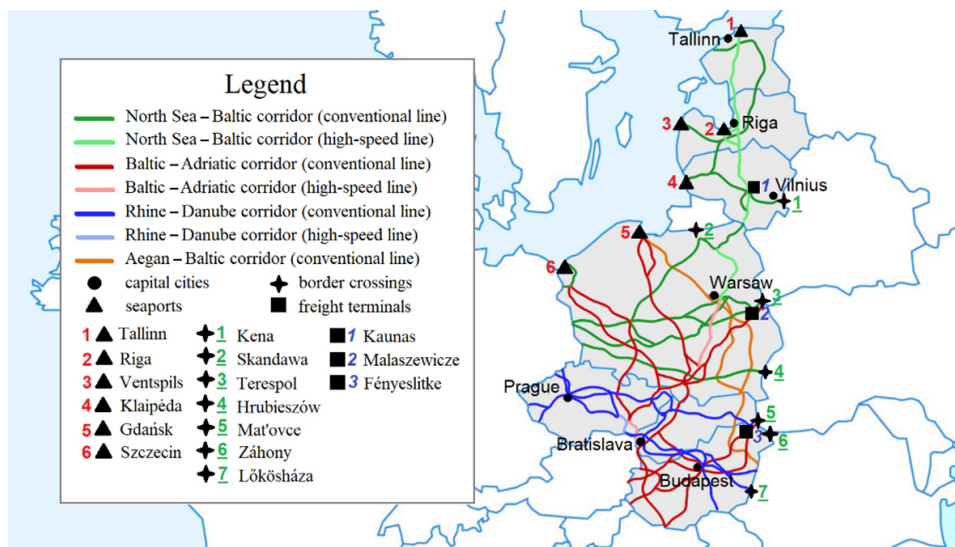 Legend
North Sea – Baltic corridor (conventional line)
North Sea – Baltic corridor (high-speed line)
Baltic – Adriatic corridor (conventional line)
Baltic – Adriatic corridor (high-speed line)
Rhine – Danube corridor (conventional line)
Rhine – Danube corridor (high-speed line)
Aegan – Baltic corridor (conventional line)
capital cities
border crossings
seaports
freight terminals
1 Tallinn
2 Riga
3 Ventspils
4 Klaipėda
5 Gdańsk
6 Szczecin
1 Kena
2 Skandawa
3 Terespol
4 Hrubieszów
5 Mat'ovce
6 Záhony
7 Lőkösháza
1 Kaunas
2 Malaszewicze
3 Fényeslitke
1
Tallinn
3
2
Riga
4
1
Vilnius
1
5
2
6
Warsaw
3
2
Prague
4
5
Bratislava
3
6
Budapest
7